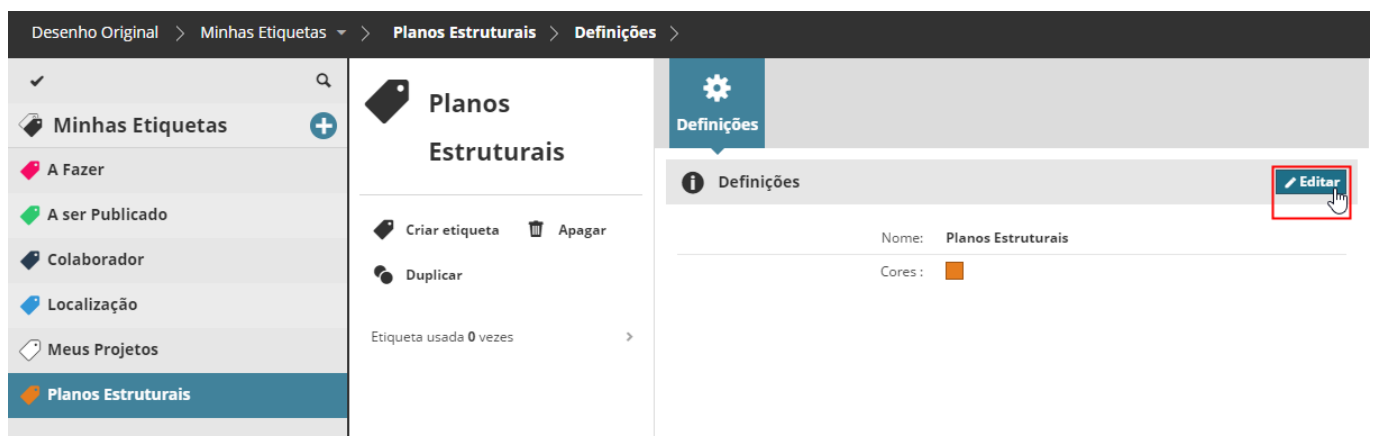 Desenho Original > Minhas Etiquetas > Planos Estruturais > Definições >
Minhas Etiquetas
A Fazer
A ser Publicado
Colaborador
Localização
Meus Projetos
Planos Estruturais
Planos
Estruturais
Criar etiqueta Apagar
Duplicar
Etiqueta usada 0 vezes
Definições
Definições
Editar
Nome: Planos Estruturais
Cores :